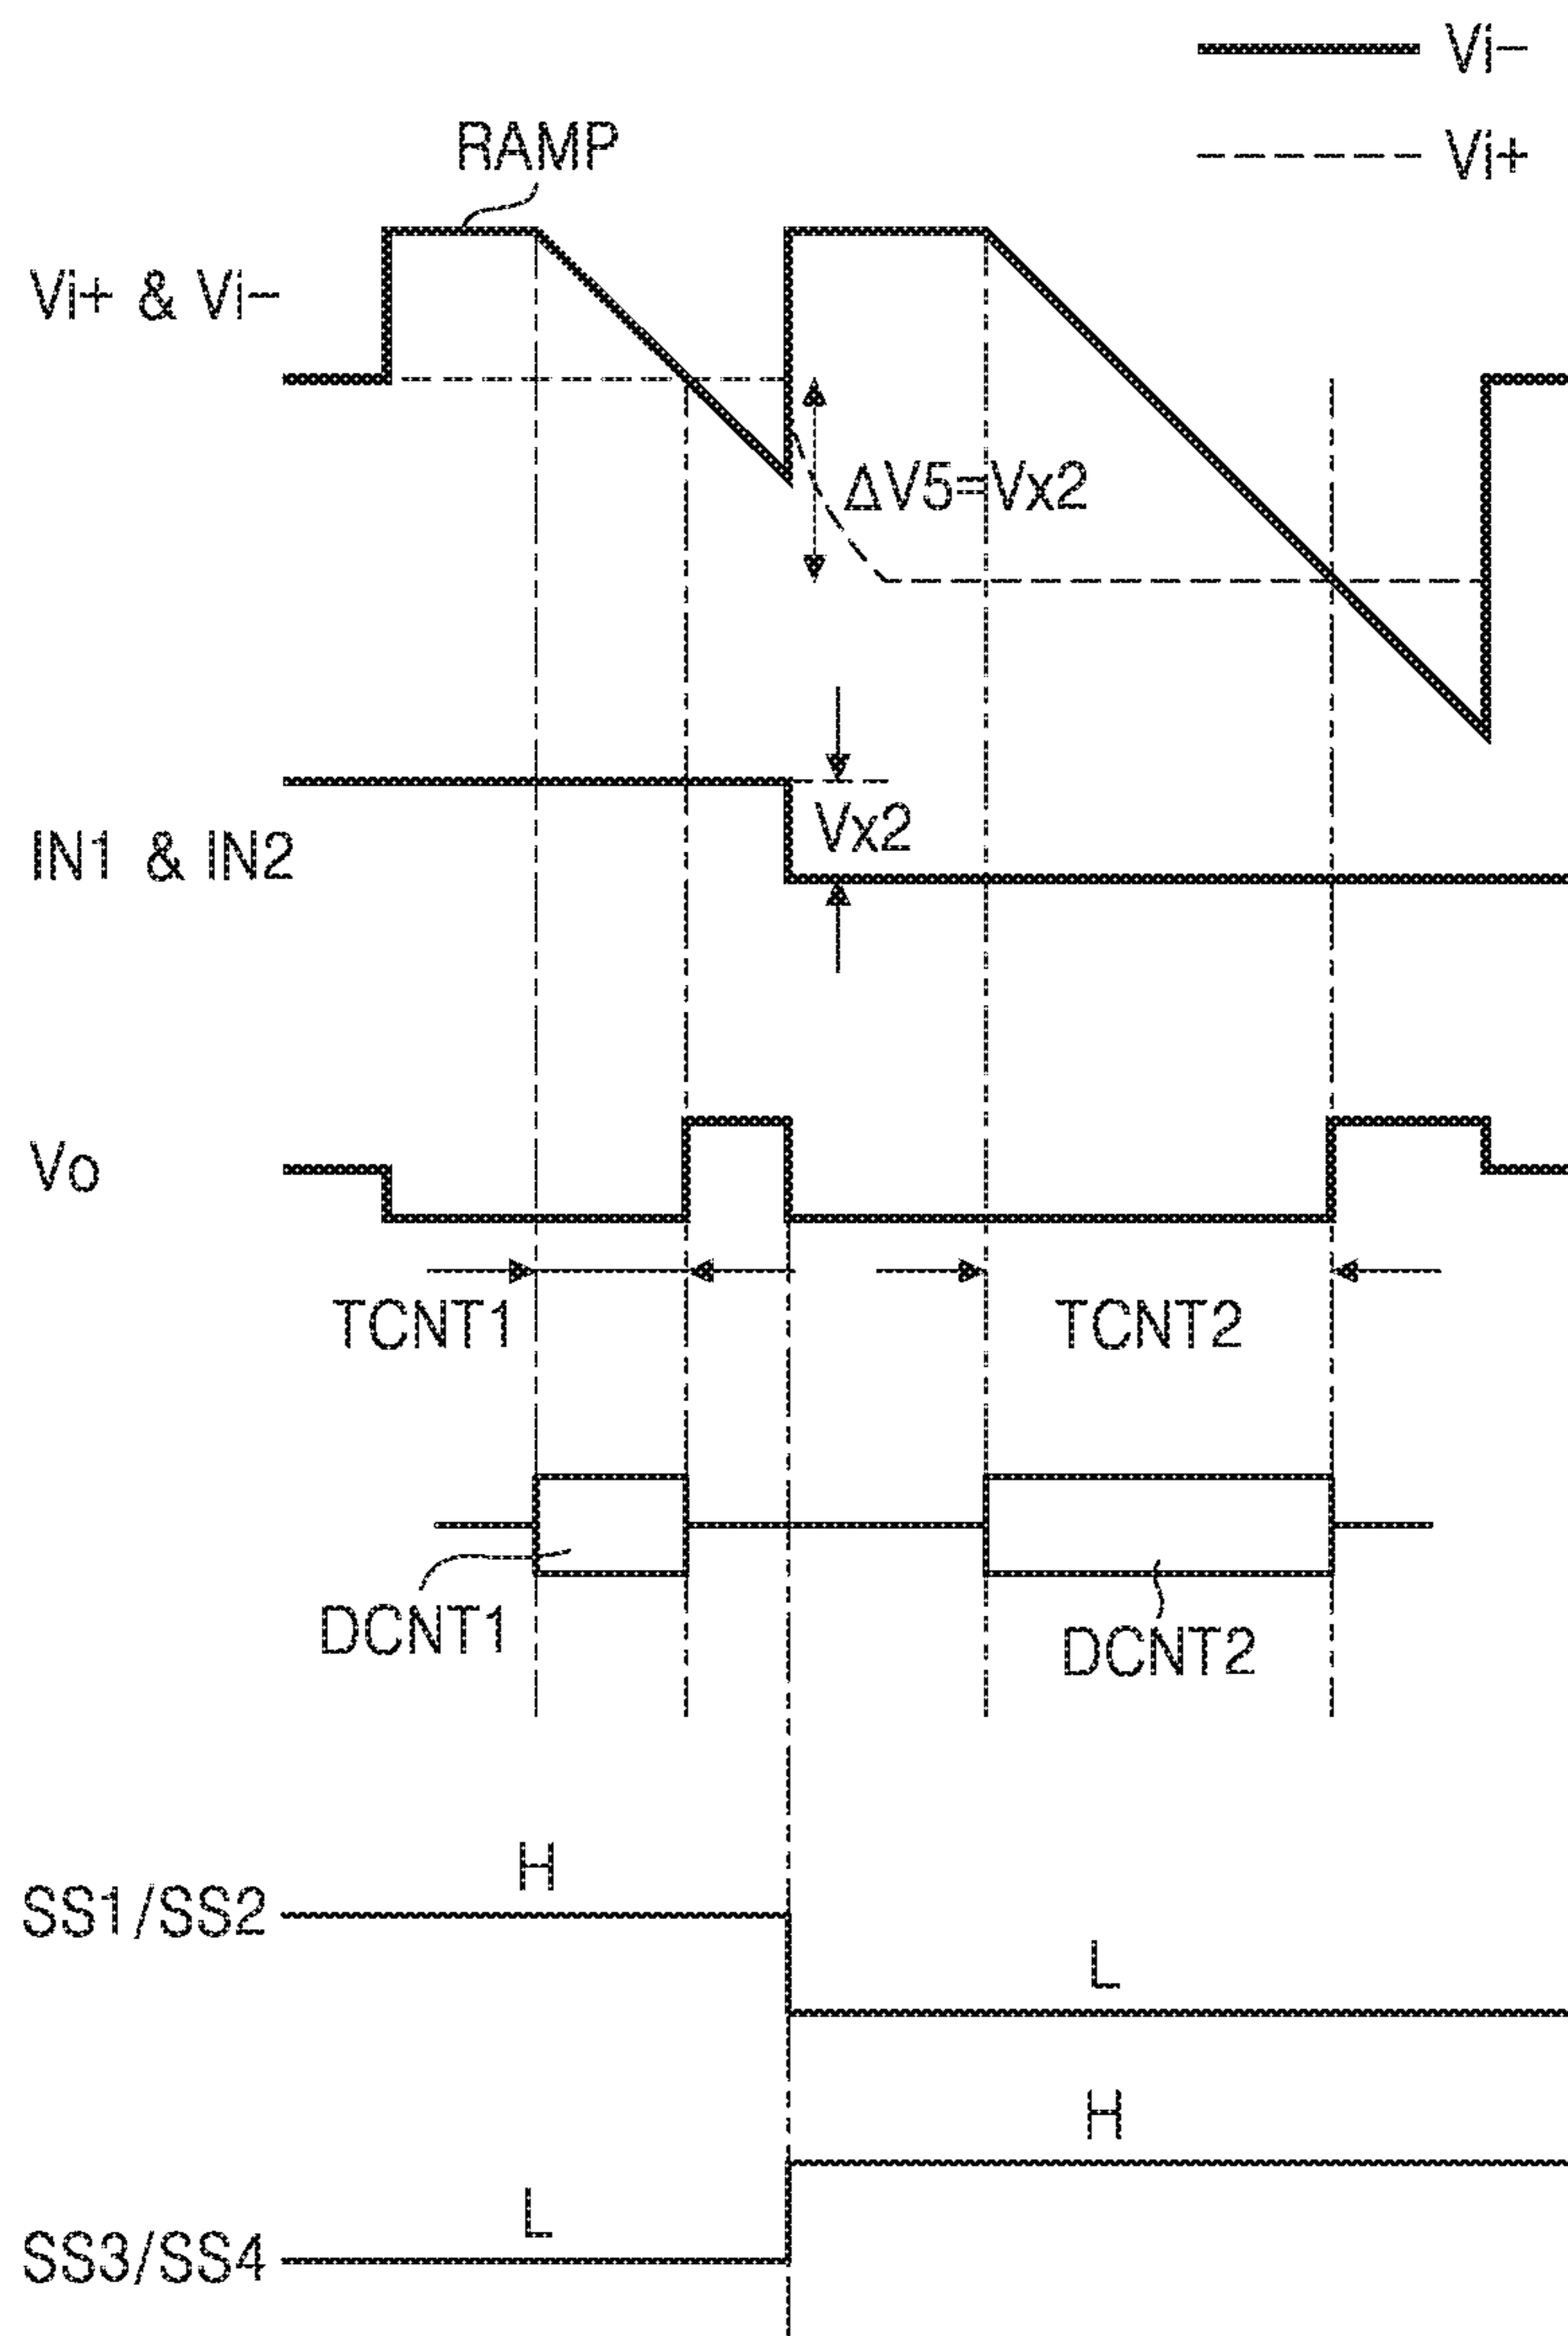 Vi−
RAMP
Vi+
Vi+ & Vi−
ΔV5=Vx2
Vx2
IN1 & IN2
Vo
TCNT1
TCNT2
DCNT1
DCNT2
H
SS1/SS2
L
H
L
SS3/SS4